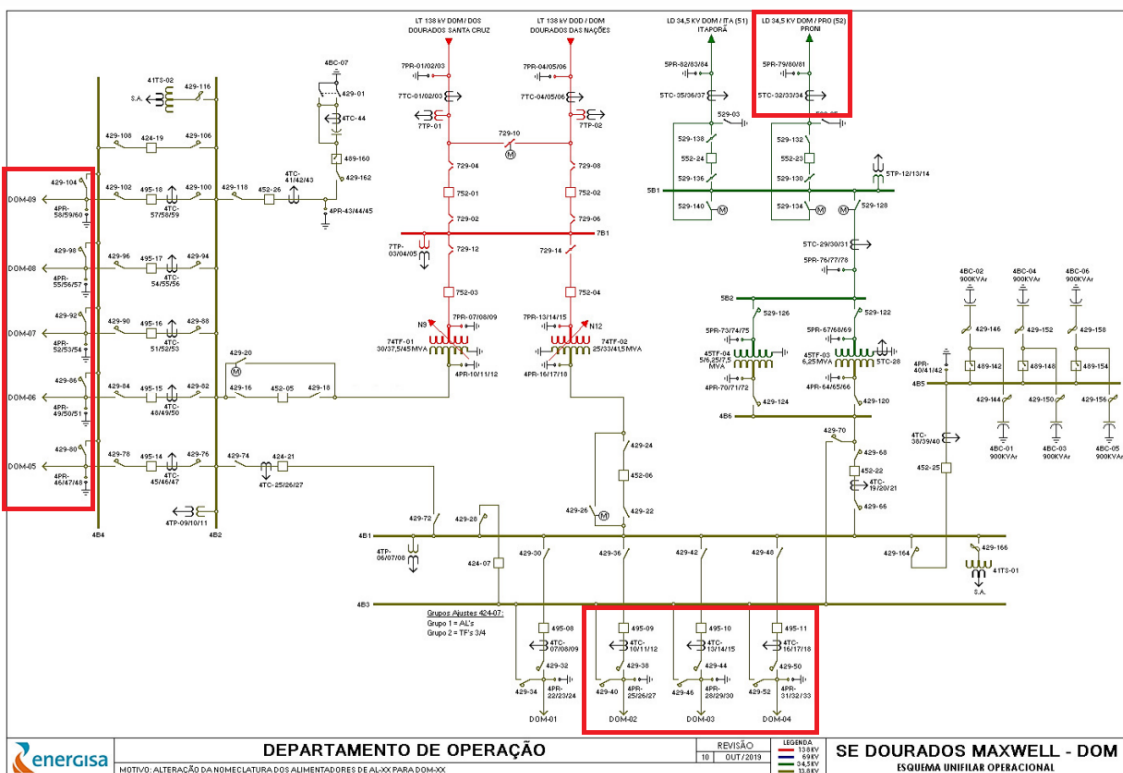 LT 138 kV DOM/ DOS
DOURADOS SANTA CRUZ
LT 138 kV DOD / DOM
DOURADOS DAS NAÇÕES
LD 34,5 KV DOM / ITA (51)
ITAPORÃ
LD 34,5 KV DOM / PRO (52)
PRONI
7PR-01/02/03
7PR-04/05/06
5PR-82/83/84
5PR-79/80/81
7TC-01/02/03
7TC-04/05/06
5TC-35/36/37
5TC-32/33/34
7TP-01
7TP-02
529-03
729-10
M
529-138
529-132
552-24
552-23
529-136
529-130
5TP-12/13/14
5B1
529-140
M
529-134
M
M
529-128
729-04
729-08
752-01
752-02
729-02
729-06
7B1
7TP-
03/04/05
729-12
729-14
752-03
752-04
5TC-29/30/31
5PR-76/77/78
5B2
529-126
529-122
7PR-07/08/09
7PR-13/14/15
N9
N12
74TF-01
30/37,5/45 MVA
74TF-02
25/33/41,5MVA
4PR-10/11/12
4PR-16/17/18
5PR-73/74/75
5PR-67/68/69
45TF-04
5/6,25/7,5
MVA
45TF-03
6,25MVA
5TC-28
4PR-70/71/72
4PR-64/65/66
429-124
429-120
4B6
4BC-02
900KVAr
4BC-04
900KVAr
4BC-06
900KVAr
429-146
429-152
429-158
489-142
489-148
489-154
4PR-
40/41/42
4B5
429-144
429-150
429-156
4BC-01
900KVAr
4BC-03
900KVAr
4BC-05
900KVAr
4TC-
38/39/40
452-25
41TS-02
429-116
S.A.
4BC-07
429-01
4TC-44
489-160
429-162
4PR-43/44/45
429-108
424-19
429-106
429-104
429-102
495-18
429-100
429-118
452-26
4TC-
41/42/43
DOM-09
4PR-
58/59/60
4TC-
57/58/59
429-98
429-96
495-17
429-94
DOM-08
4PR-
55/56/57
4TC-
54/55/56
429-92
429-90
495-16
429-88
DOM-07
4PR-
52/53/54
4TC-
51/52/53
429-20
M
429-86
429-84
495-15
429-82
429-16
452-05
429-18
DOM-06
4PR-
49/50/51
4TC-
48/49/50
429-80
429-78
495-14
429-76
429-74
424-21
DOM-05
4PR-
46/47/48
4TC-
45/46/47
4TC-25/26/27
4TP-09/10/11
4B4
4B2
429-24
452-06
429-26
M
429-22
429-70
429-68
452-22
4TC-
19/20/21
429-66
429-72
429-28
4B1
4TP-
06/07/08
424-07
429-30
429-36
429-42
429-48
429-164
429-166
41TS-01
S.A.
4B3
Grupos Ajustes 424-07:
Grupo 1 = AL's
Grupo 2 = TF's 3/4
495-08
495-09
495-10
495-11
4TC-
07/08/09
4TC-
10/11/12
4TC-
13/14/15
4TC-
16/17/18
429-32
429-38
429-44
429-50
429-34
429-40
429-46
429-52
4PR-
22/23/24
4PR-
25/26/27
4PR-
28/29/30
4PR-
31/32/33
DOM-01
DOM-02
DOM-03
DOM-04
energisa
DEPARTAMENTO DE OPERAÇÃO
MOTIVO: ALTERAÇÃO DA NOMECLATURA DOS ALIMENTADORES DE AL-XX PARA DOM-XX
REVISÃO
10 OUT/2019
LEGENDA
138KV
69KV
34,5KV
13,8KV
SE DOURADOS MAXWELL - DOM
ESQUEMA UNIFILAR OPERACIONAL